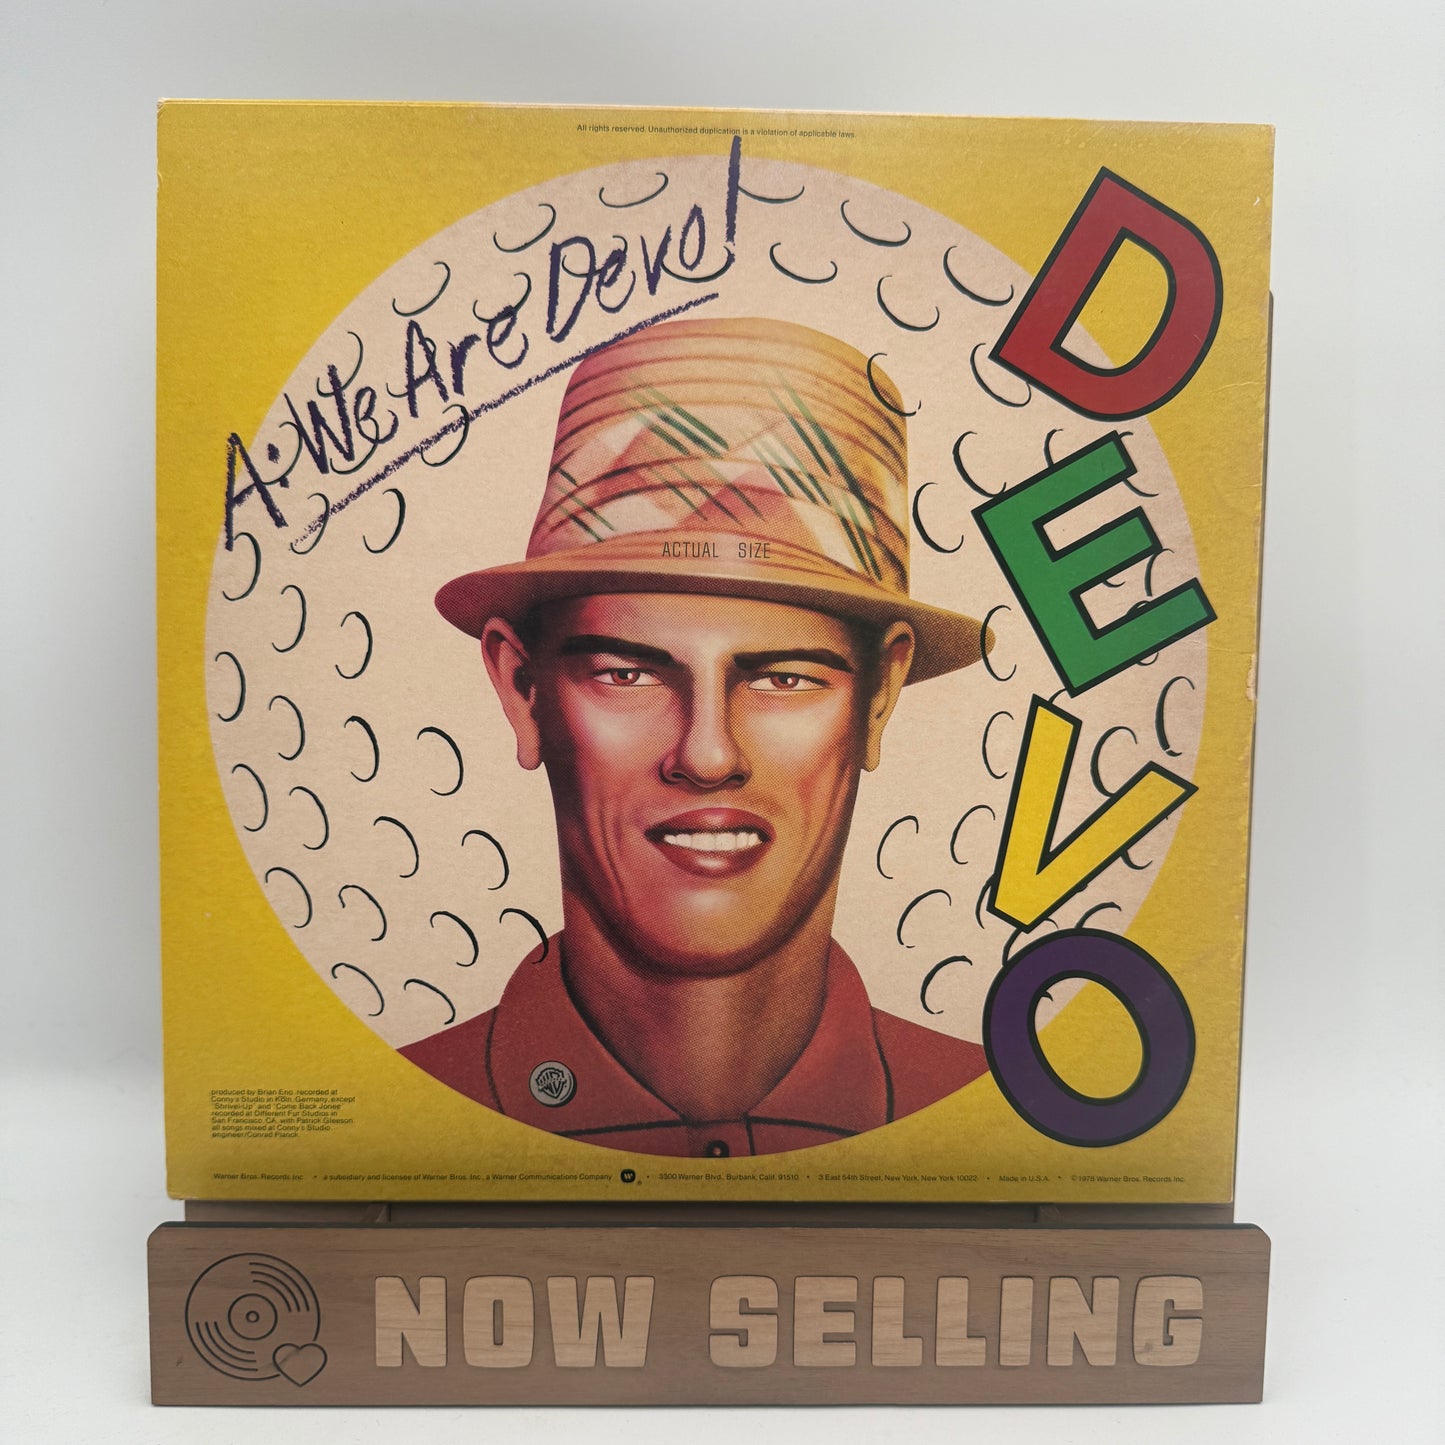 All rights reserved. Unauthorized duplication is a violation of applicable laws.
A: We Are Devo!
DEVO
ACTUAL SIZE
produced by Brian Eno. recorded at
Conny's Studio in Köln, Germany, except
"Shrivel-Up" and "Come Back Jonee"
recorded at Different Fur Studios in
San Francisco, CA. with Patrick Gleeson.
all songs mixed at Conny's Studio.
engineer/Conrad Planck.
Warner Bros. Records Inc. • a subsidiary and licensee of Warner Bros. Inc., a Warner Communications Company • 3300 Warner Blvd., Burbank, Calif. 91510 • 3 East 54th Street, New York, New York 10022 • Made in U.S.A. • ©1978 Warner Bros. Records Inc.
NOW SELLING